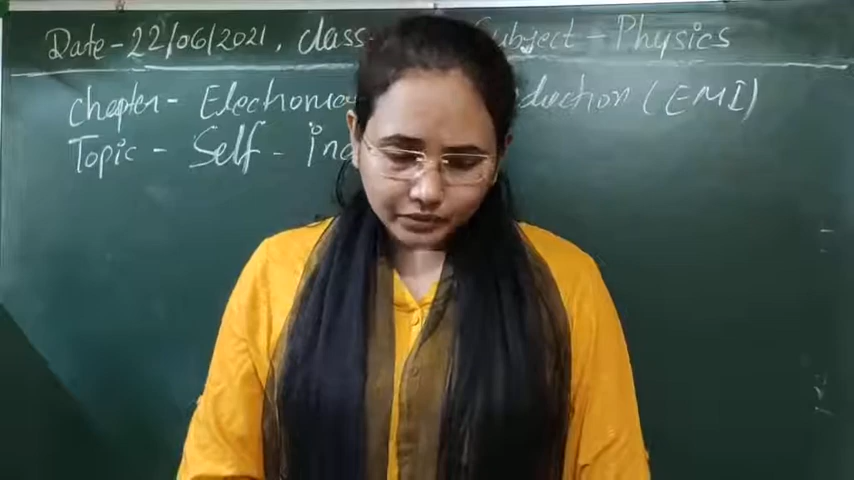 Date - 22/06/2021, class Subject - Physics
chapter - Electromag duction (EMI)
Topic - Self - ind